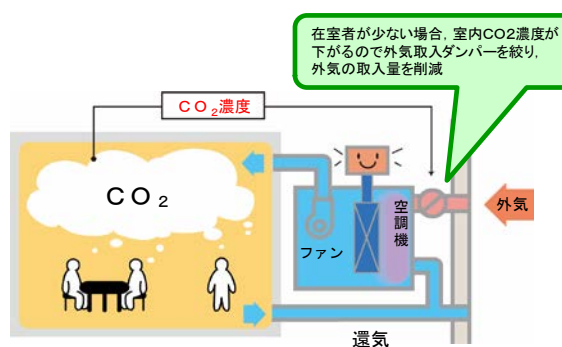 在室者が少ない場合，室内CO2濃度が
下がるので外気取入ダンパーを絞り，
外気の取入量を削減
ＣＯ₂濃度
ＣＯ₂
ファン
空調機
外気
還気